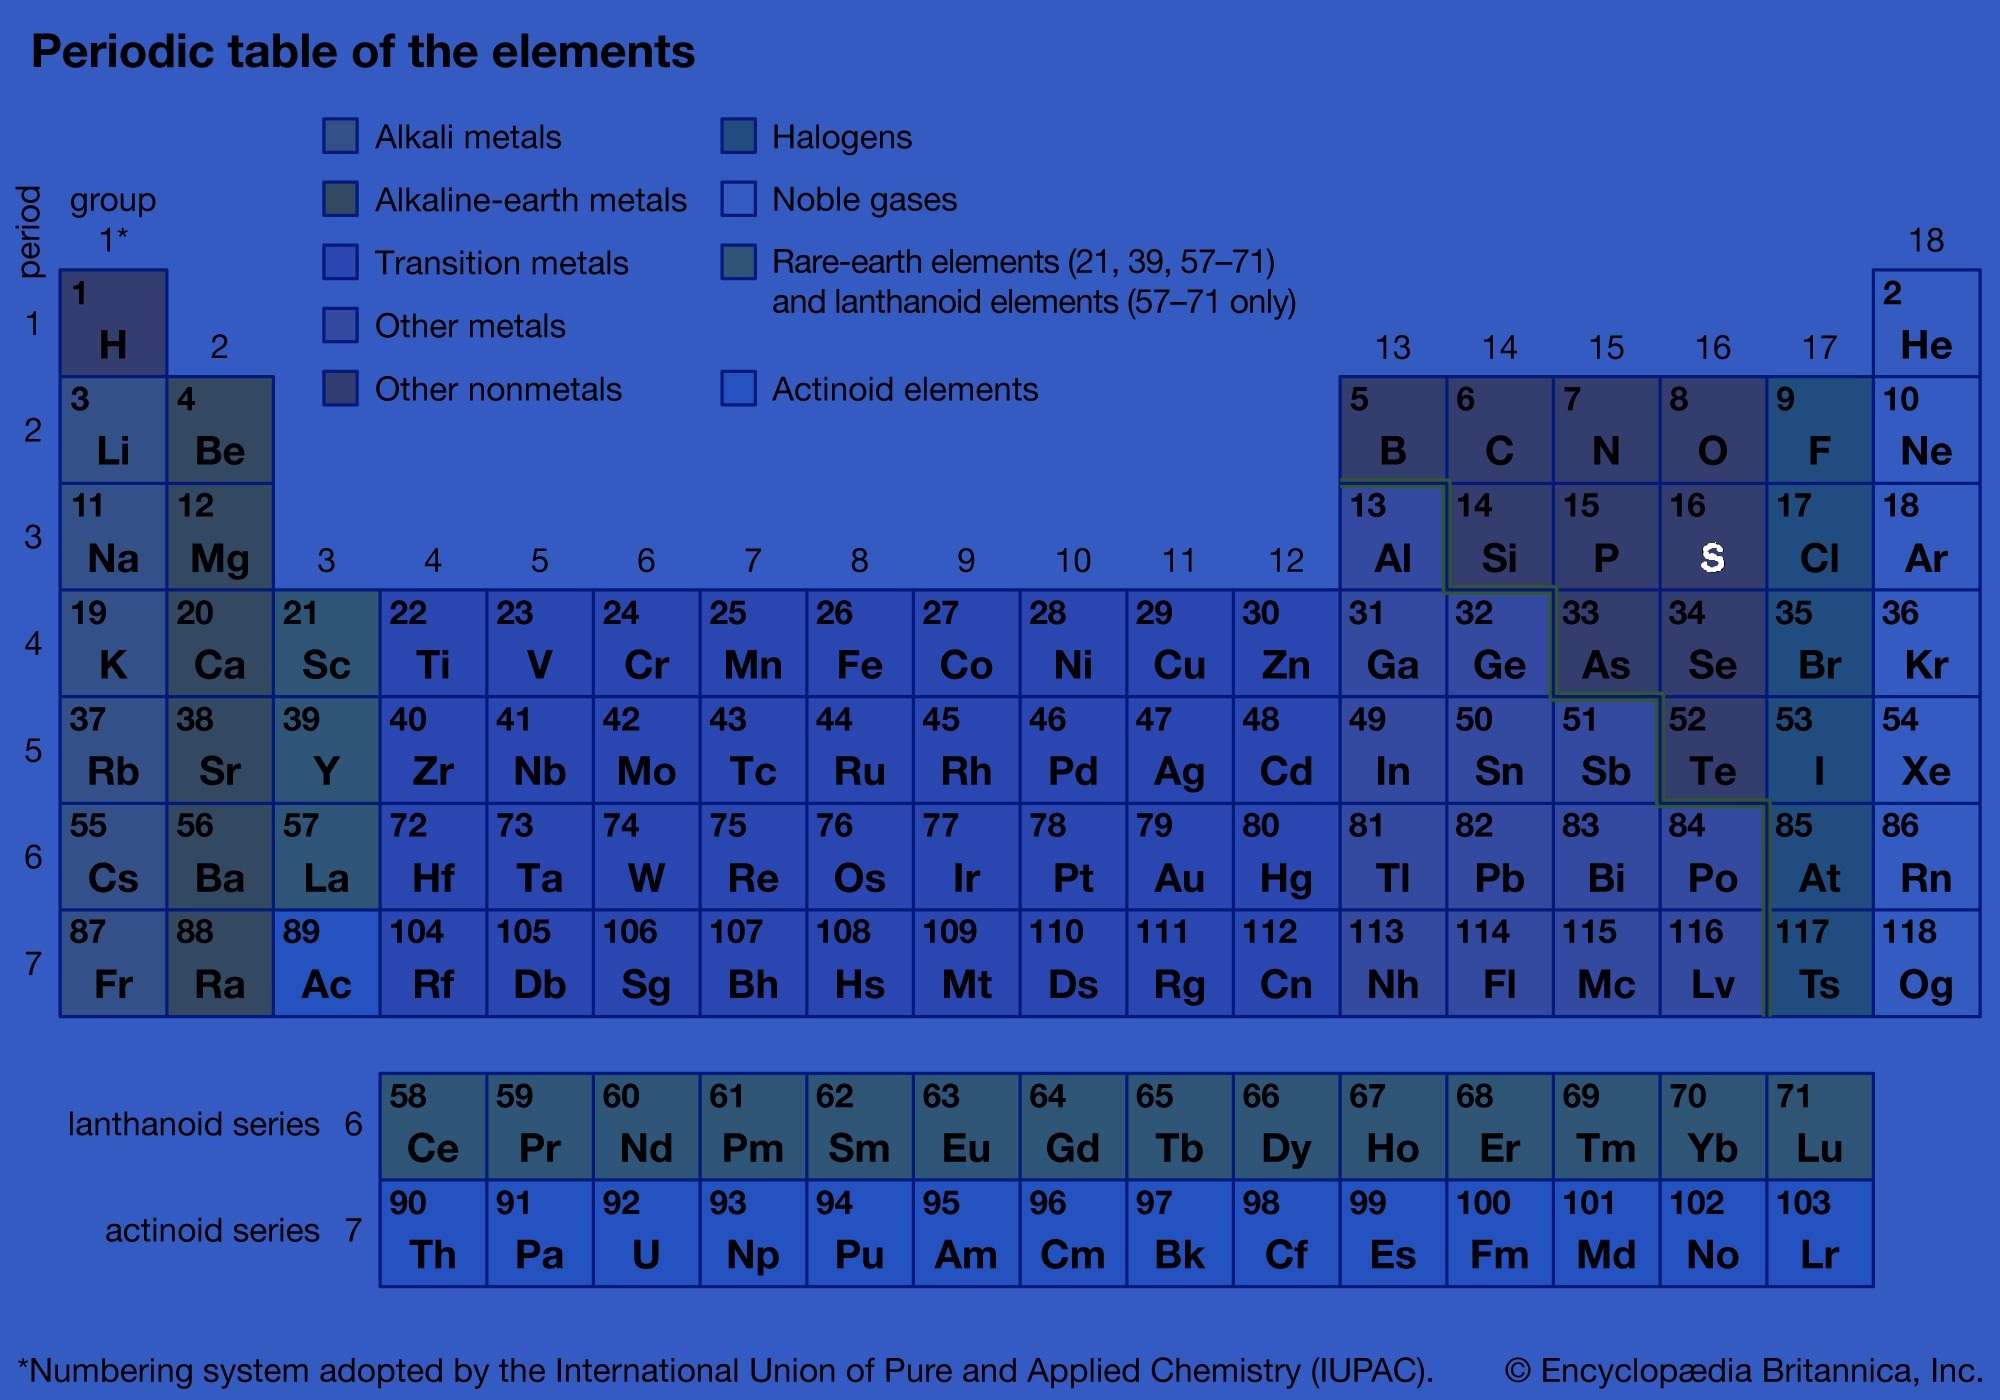 Periodic table of the elements
Alkali metals
Halogens
Alkaline-earth metals
Noble gases
Transition metals
Rare-earth elements (21, 39, 57–71)
and lanthanoid elements (57–71 only)
Other metals
Other nonmetals
Actinoid elements
period
group
1*
18
1 2
1 H He
2 13 14 15 16 17
3 4 5 6 7 8 9 10
2 Li Be B C N O F Ne
11 12 13 14 15 16 17 18
3 Na Mg Al Si P S Cl Ar
3 4 5 6 7 8 9 10 11 12
19 20 21 22 23 24 25 26 27 28 29 30 31 32 33 34 35 36
4 K Ca Sc Ti V Cr Mn Fe Co Ni Cu Zn Ga Ge As Se Br Kr
37 38 39 40 41 42 43 44 45 46 47 48 49 50 51 52 53 54
5 Rb Sr Y Zr Nb Mo Tc Ru Rh Pd Ag Cd In Sn Sb Te I Xe
55 56 57 72 73 74 75 76 77 78 79 80 81 82 83 84 85 86
6 Cs Ba La Hf Ta W Re Os Ir Pt Au Hg Tl Pb Bi Po At Rn
87 88 89 104 105 106 107 108 109 110 111 112 113 114 115 116 117 118
7 Fr Ra Ac Rf Db Sg Bh Hs Mt Ds Rg Cn Nh Fl Mc Lv Ts Og
58 59 60 61 62 63 64 65 66 67 68 69 70 71
lanthanoid series 6 Ce Pr Nd Pm Sm Eu Gd Tb Dy Ho Er Tm Yb Lu
90 91 92 93 94 95 96 97 98 99 100 101 102 103
actinoid series 7 Th Pa U Np Pu Am Cm Bk Cf Es Fm Md No Lr
*Numbering system adopted by the International Union of Pure and Applied Chemistry (IUPAC).
© Encyclopædia Britannica, Inc.